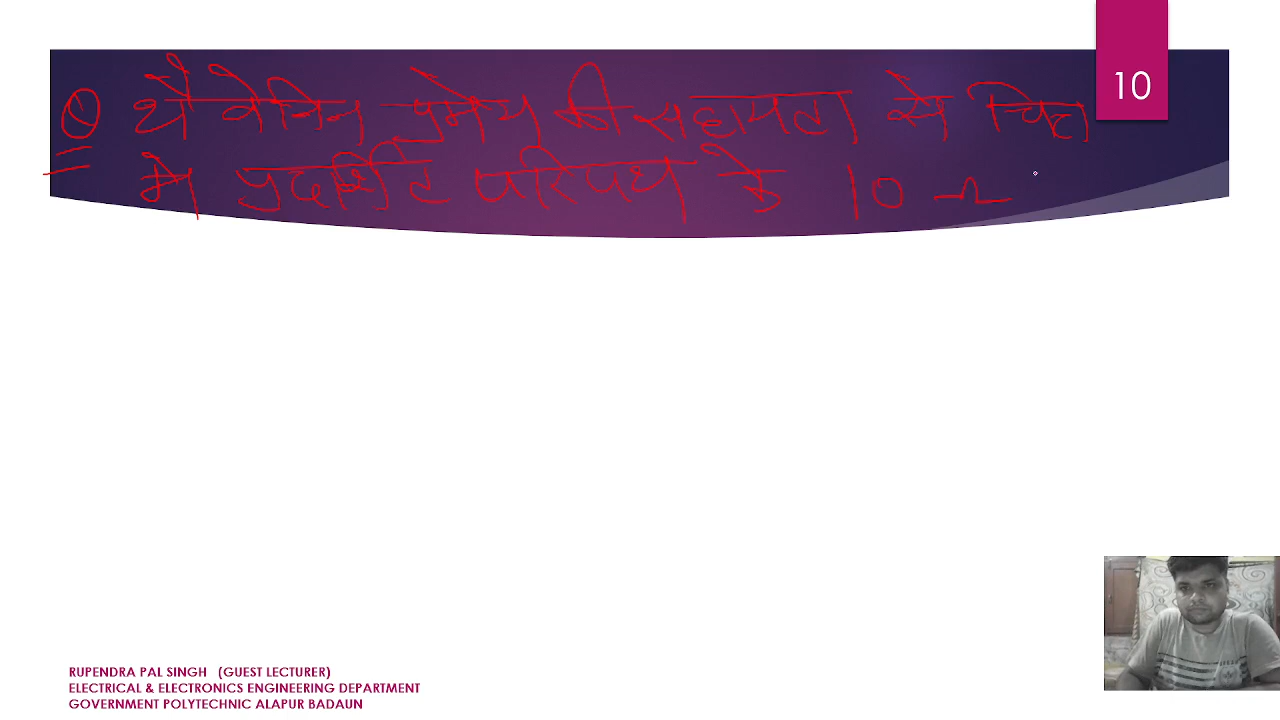 10
Q थेवेनिन प्रमेय की सहायता से चित्र
में प्रदर्शित परिपथ के 10 Ω
RUPENDRA PAL SINGH (GUEST LECTURER)
ELECTRICAL & ELECTRONICS ENGINEERING DEPARTMENT
GOVERNMENT POLYTECHNIC ALAPUR BADAUN